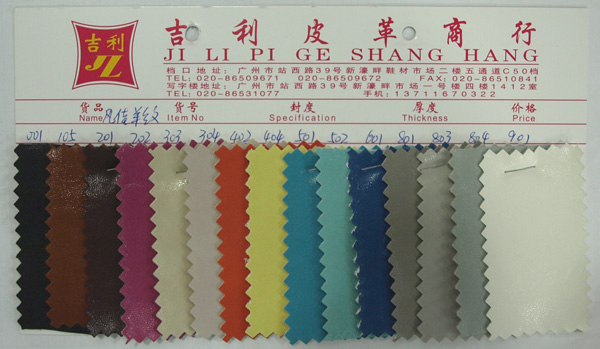 吉利
JL
吉利皮革商行
JI LI PI GE SHANG HANG
档口地址: 广州市站西路39号新濠畔鞋材市场二楼五通道C50档
TEL: 020-86509671 020-86509672 FAX: 020-86510841
写字楼地址: 广州市站西路39号新濠畔市场一号楼四楼1412室
TEL: 020-86531077 手机: 13711670322
货品 货号 封度 厚度 价格
Name Item No Specification Thickness Price
001 105 201 202 303 304 402 404 501 502 601 801 803 804 901